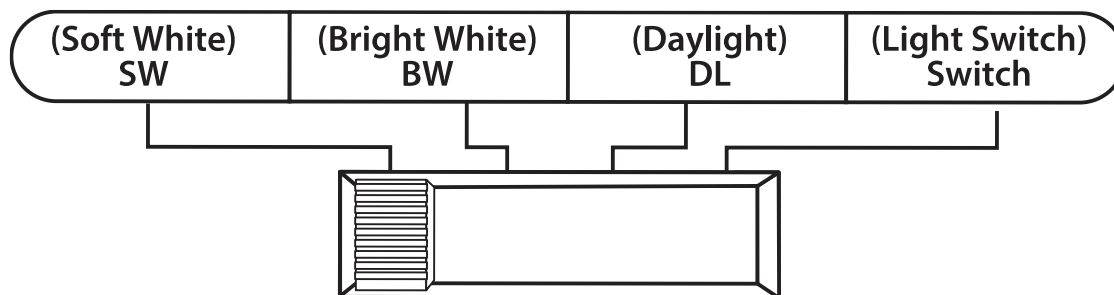 (Soft White)
SW
(Bright White)
BW
(Daylight)
DL
(Light Switch)
Switch